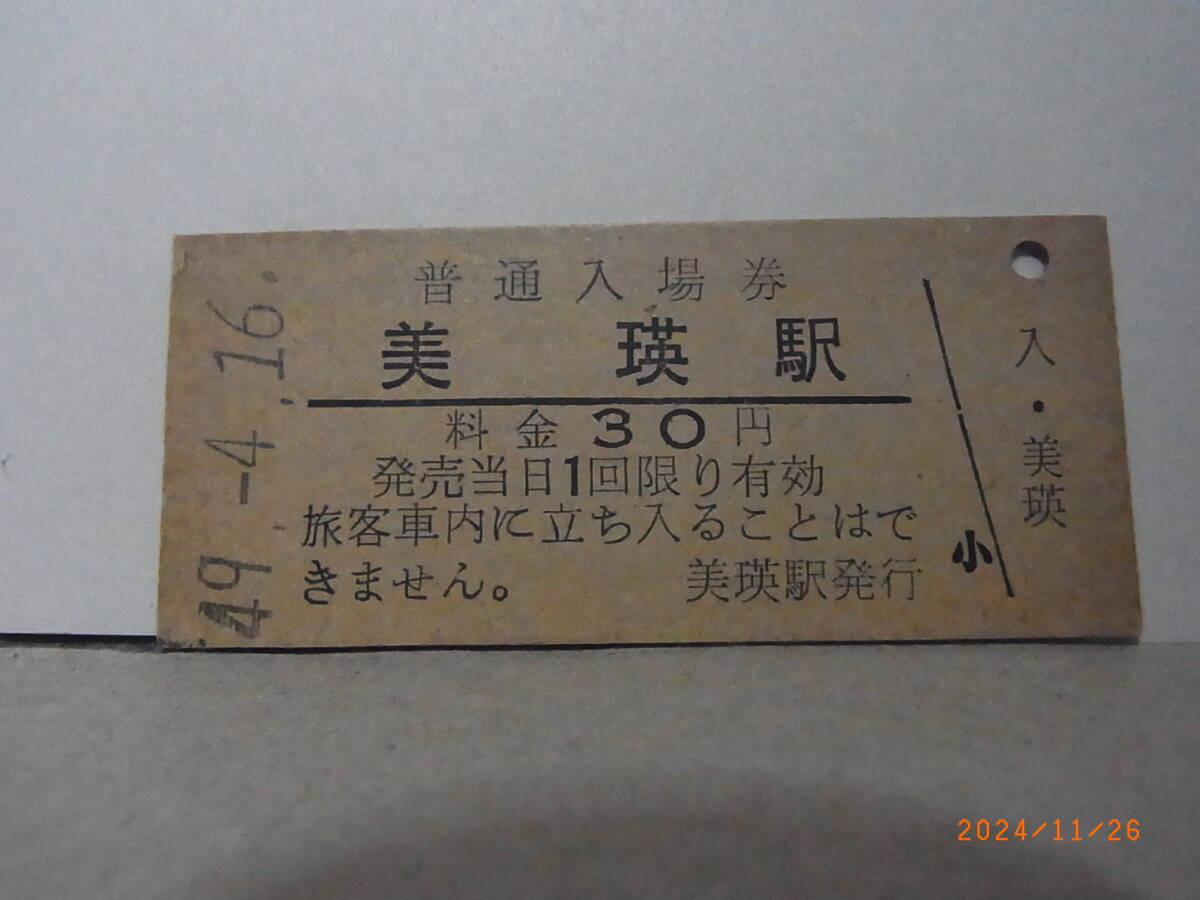 49.-4.16.
普通入場券
美瑛駅
料金30円
発売当日1回限り有効
旅客車内に立ち入ることはで
きません。 美瑛駅発行
小
入・美瑛
2024/11/26